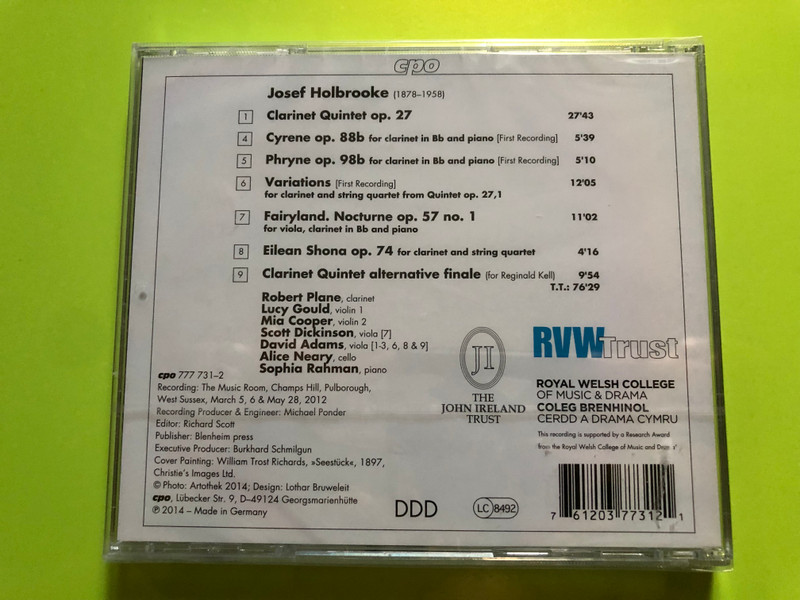 cpo
Josef Holbrooke (1878–1958)
1 Clarinet Quintet op. 27 27'43
4 Cyrene op. 88b for clarinet in Bb and piano [First Recording] 5'39
5 Phryne op. 98b for clarinet in Bb and piano [First Recording] 5'10
6 Variations [First Recording] 12'05
for clarinet and string quartet from Quintet op. 27,1
7 Fairyland. Nocturne op. 57 no. 1 11'02
for viola, clarinet in Bb and piano
8 Eilean Shona op. 74 for clarinet and string quartet 4'16
9 Clarinet Quintet alternative finale (for Reginald Kell) 9'54
T.T.: 76'29
Robert Plane, clarinet
Lucy Gould, violin 1
Mia Cooper, violin 2
Scott Dickinson, viola [7]
David Adams, viola [1-3, 6, 8 & 9]
Alice Neary, cello
Sophia Rahman, piano
cpo 777 731–2
Recording: The Music Room, Champs Hill, Pulborough,
West Sussex, March 5, 6 & May 28, 2012
Recording Producer & Engineer: Michael Ponder
Editor: Richard Scott
Publisher: Blenheim press
Executive Producer: Burkhard Schmilgun
Cover Painting: William Trost Richards, »Seestück«, 1897,
Christie's Images Ltd.
© Photo: Artothek 2014; Design: Lothar Bruweleit
cpo, Lübecker Str. 9, D–49124 Georgsmarienhütte
℗ 2014 – Made in Germany
JI
THE
JOHN IRELAND
TRUST
RVWTrust
ROYAL WELSH COLLEGE
OF MUSIC & DRAMA
COLEG BRENHINOL
CERDD A DRAMA CYMRU
This recording is supported by a Research Award
from the Royal Welsh College of Music and Drama
DDD
LC 8492
7 61203 77312 1